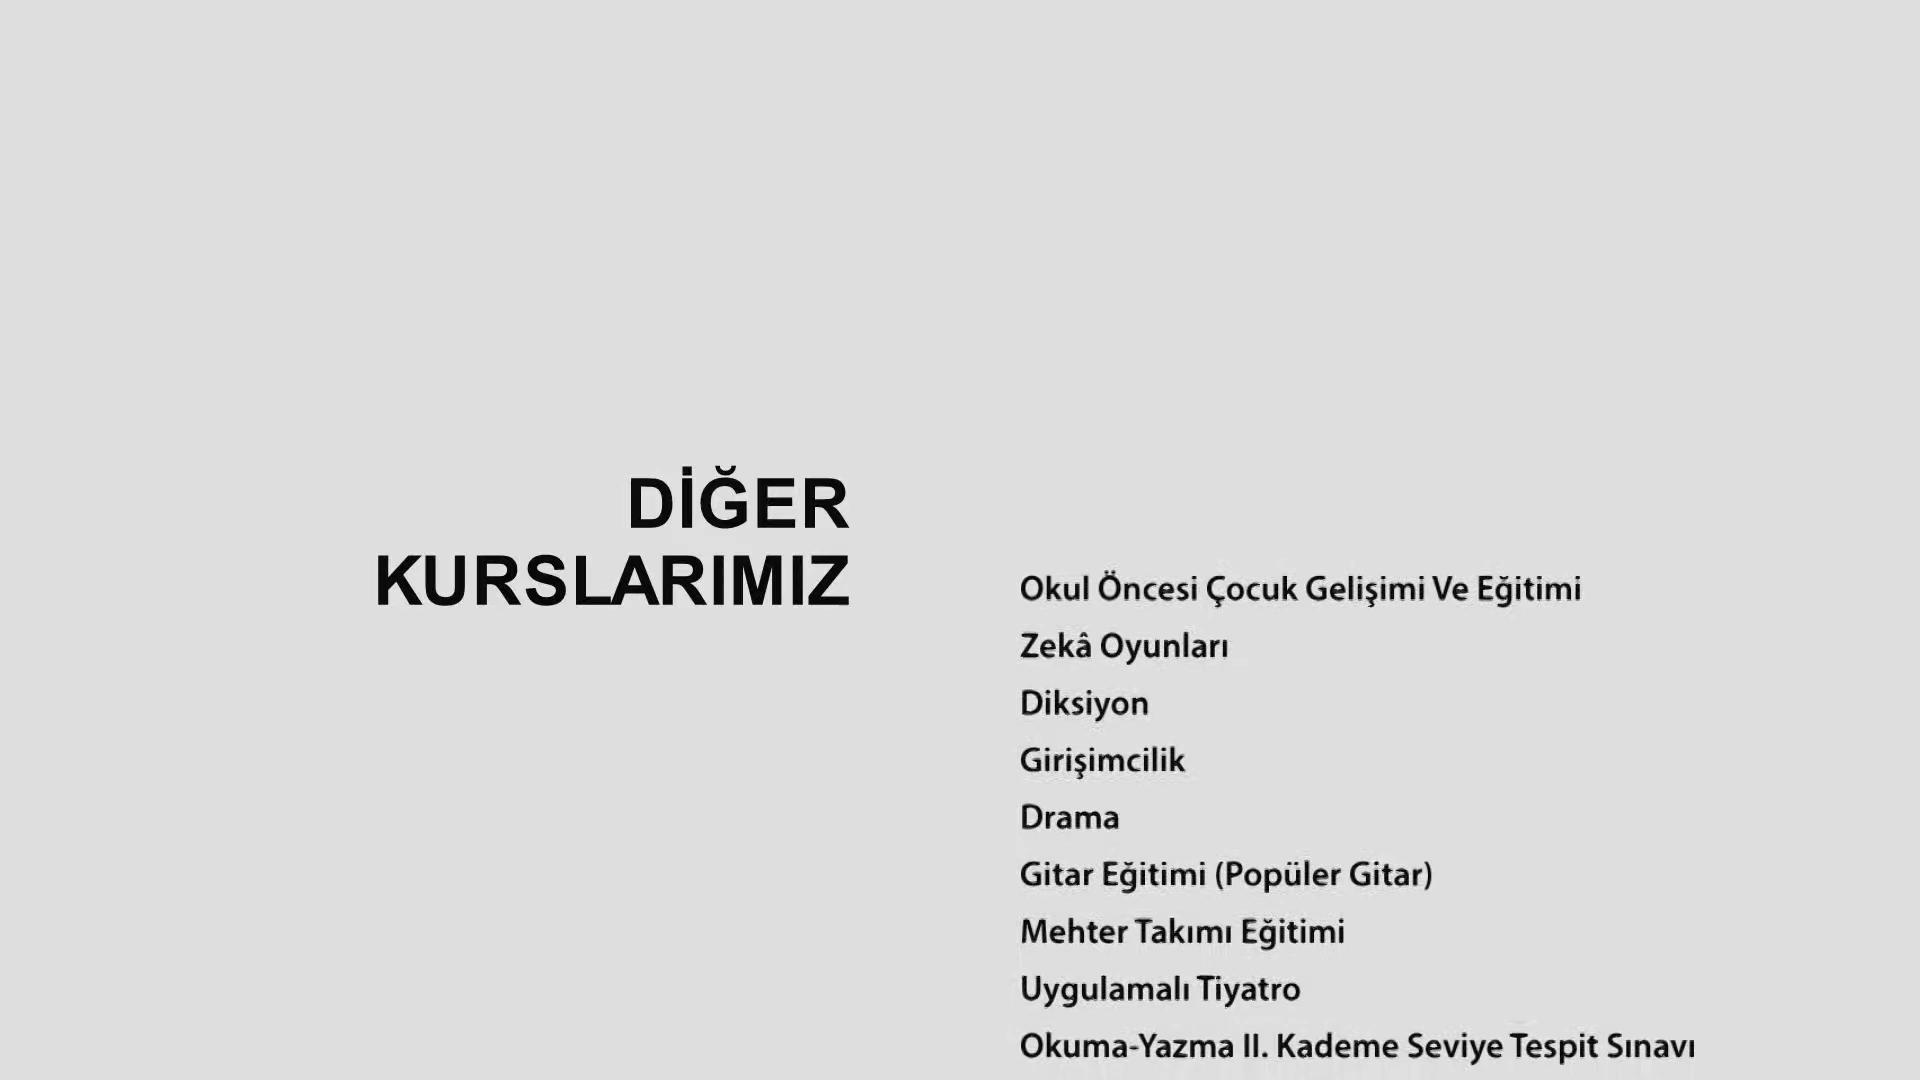 DİĞER
KURSLARIMIZ
Okul Öncesi Çocuk Gelişimi Ve Eğitimi
Zekâ Oyunları
Diksiyon
Girişimcilik
Drama
Gitar Eğitimi (Popüler Gitar)
Mehter Takımı Eğitimi
Uygulamalı Tiyatro
Okuma-Yazma II. Kademe Seviye Tespit Sınavı